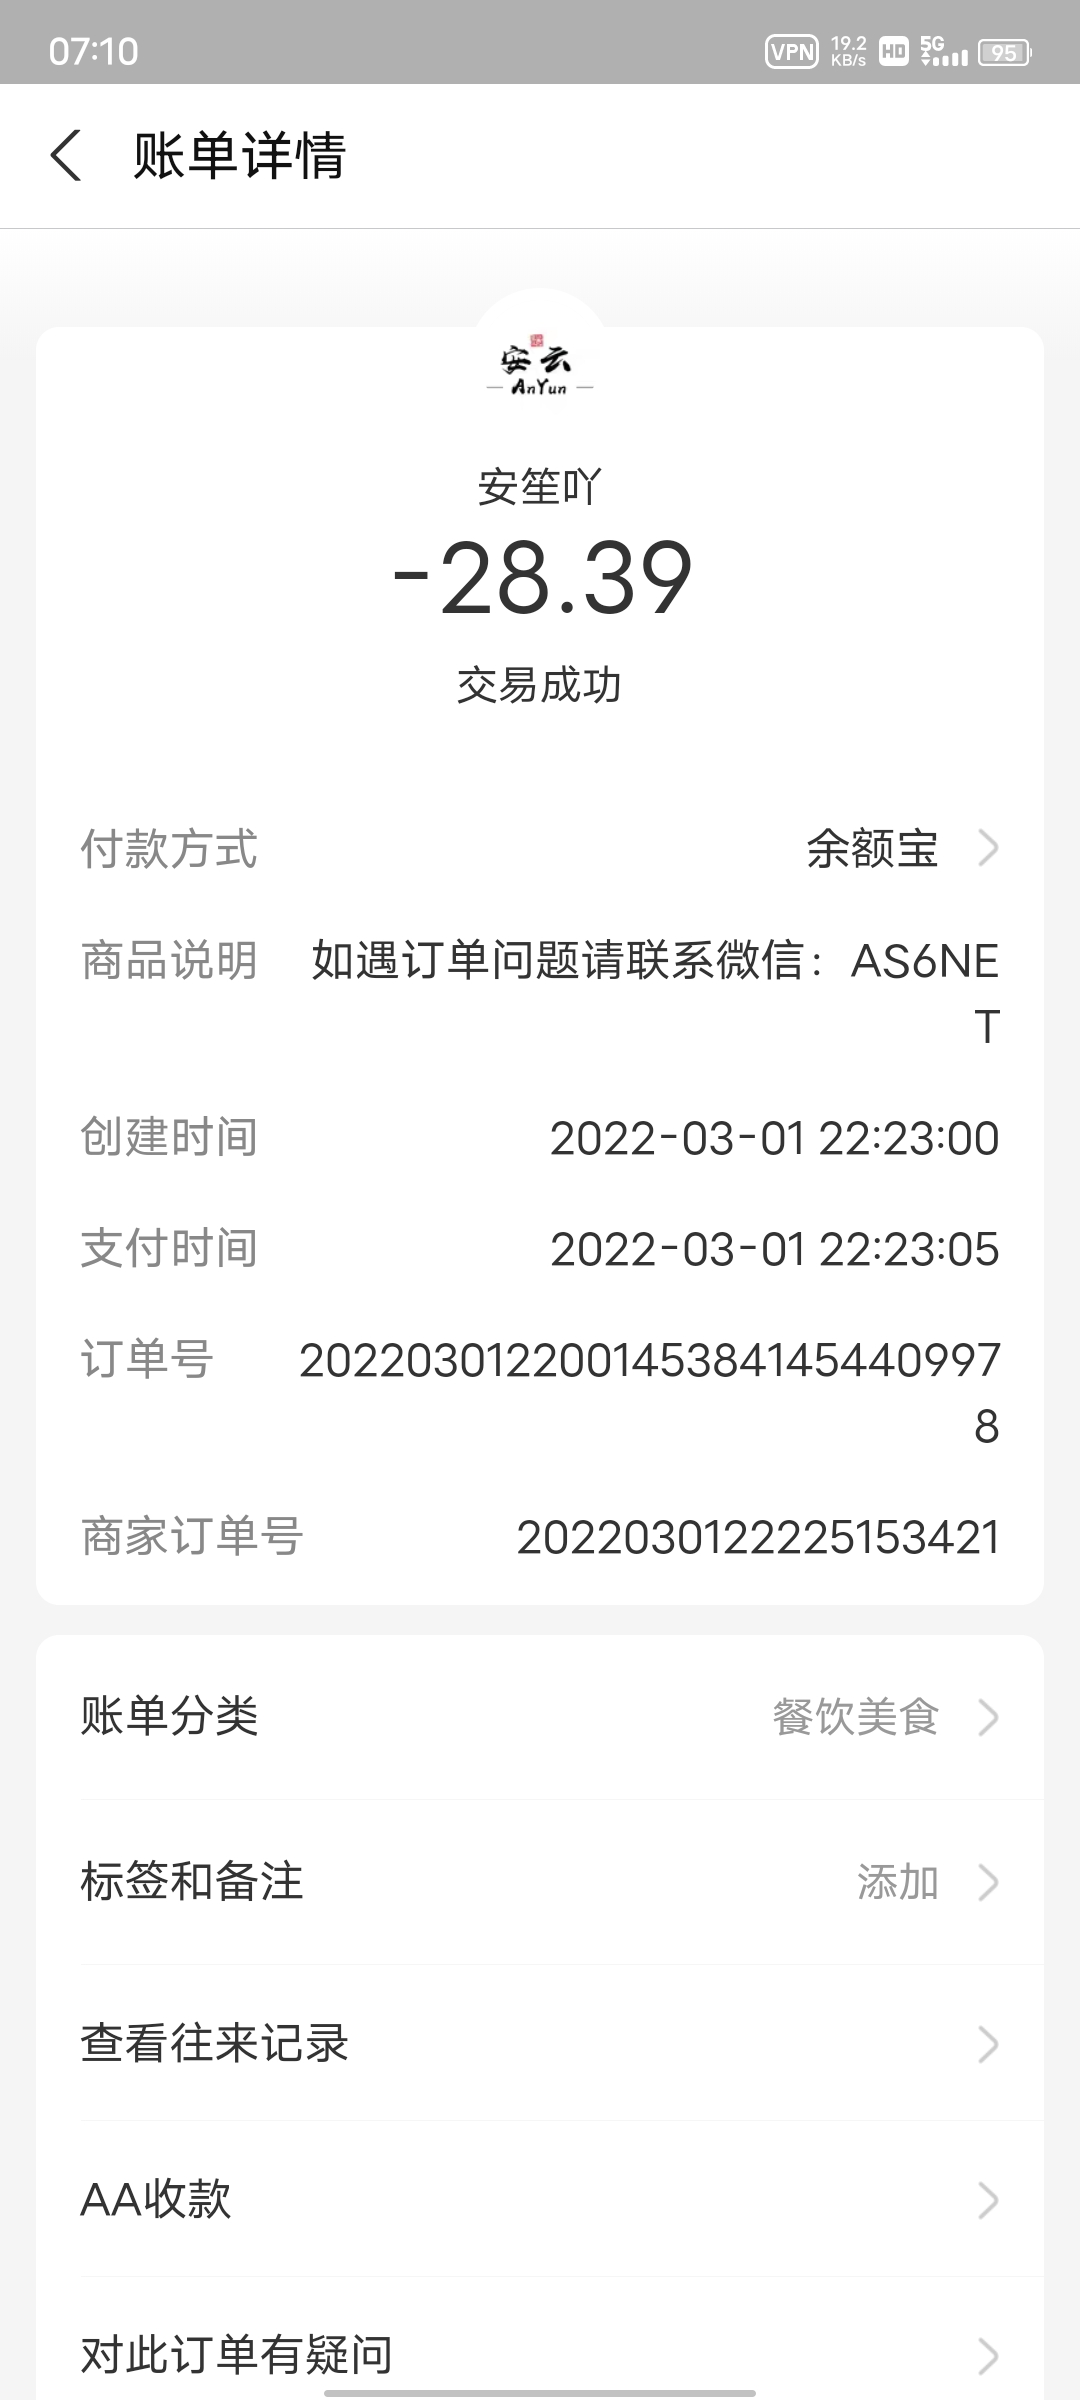 07:10 VPN 19.2 KB/s HD 5G 95
账单详情
安云
AnYun
安笙吖
-28.39
交易成功
付款方式 余额宝
商品说明 如遇订单问题请联系微信：AS6NE
T
创建时间 2022-03-01 22:23:00
支付时间 2022-03-01 22:23:05
订单号 202203012200145384145440997
8
商家订单号 2022030122225153421
账单分类 餐饮美食
标签和备注 添加
查看往来记录
AA收款
对此订单有疑问